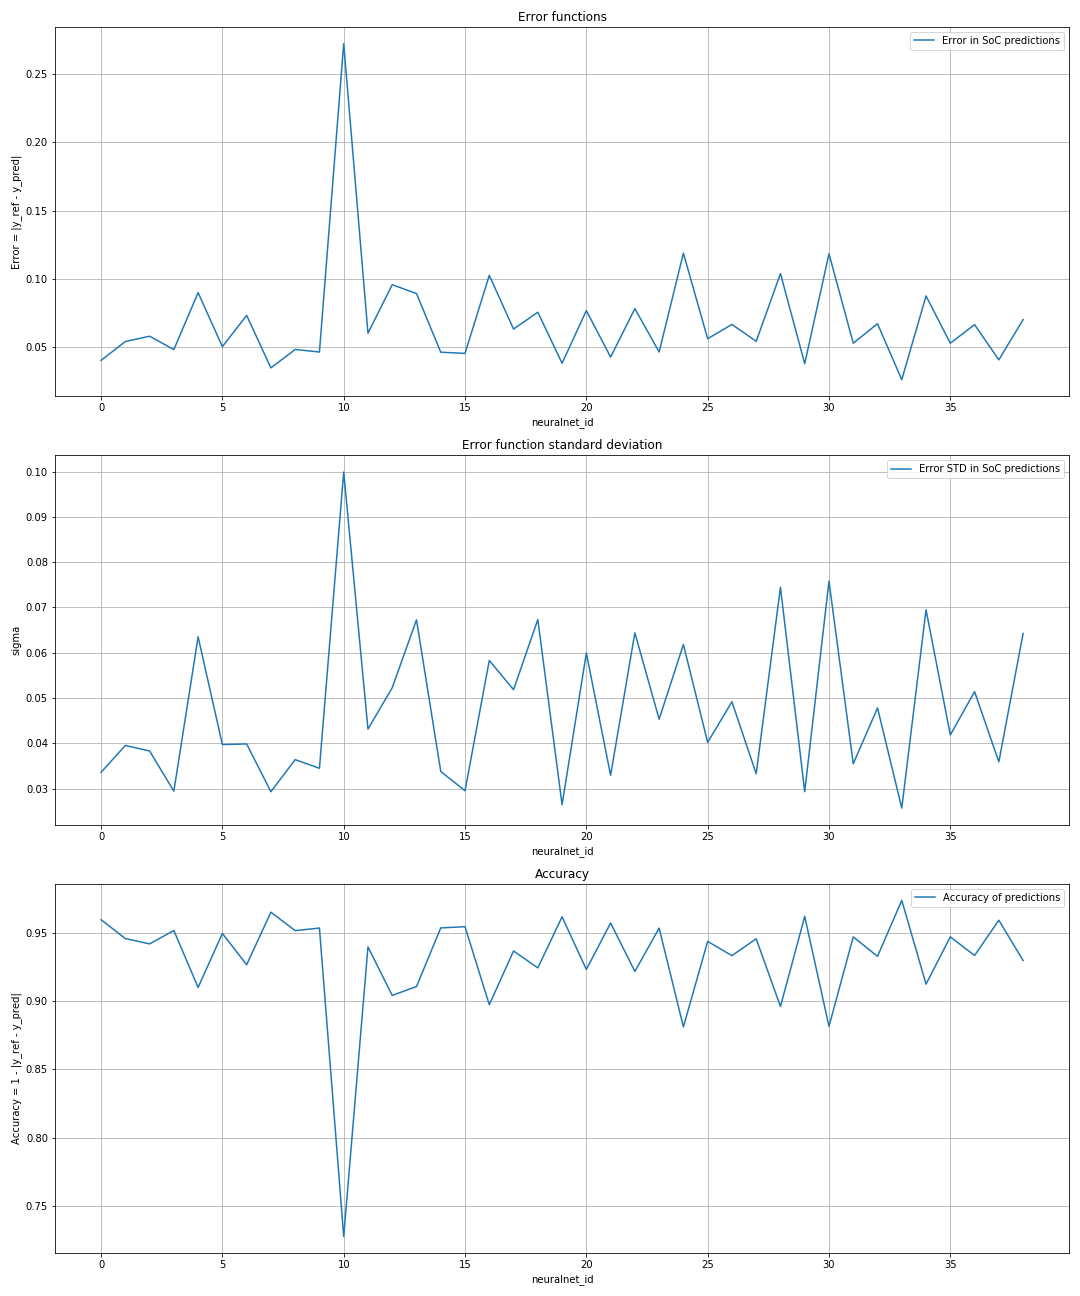 Error functions
Error in SoC predictions
0.25
0.20
0.15
0.10
0.05
Error = |y_ref - y_pred|
0 5 10 15 20 25 30 35
neuralnet_id
Error function standard deviation
Error STD in SoC predictions
0.10
0.09
0.08
0.07
0.06
0.05
0.04
0.03
sigma
0 5 10 15 20 25 30 35
neuralnet_id
Accuracy
Accuracy of predictions
0.95
0.90
0.85
0.80
0.75
Accuracy = 1 - |y_ref - y_pred|
0 5 10 15 20 25 30 35
neuralnet_id